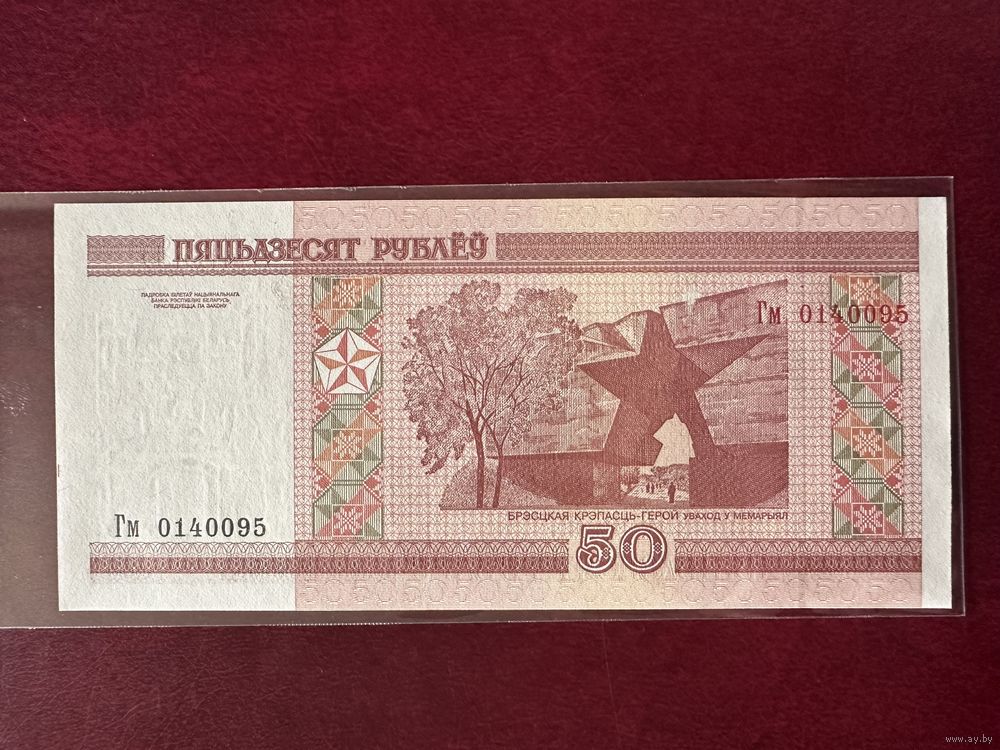 ПЯЦЬДЗЕСЯТ РУБЛЁЎ
ПАДРОБКА БІЛЕТАЎ НАЦЫЯНАЛЬНАГА
БАНКА РЭСПУБЛІКІ БЕЛАРУСЬ
ПРАСЛЕДУЕЦЦА ПА ЗАКОНУ
Гм 0140095
Гм 0140095
БРЭСЦКАЯ КРЭПАСЦЬ-ГЕРОЙ УВАХОД У МЕМАРЫЯЛ
50
www.ay.by